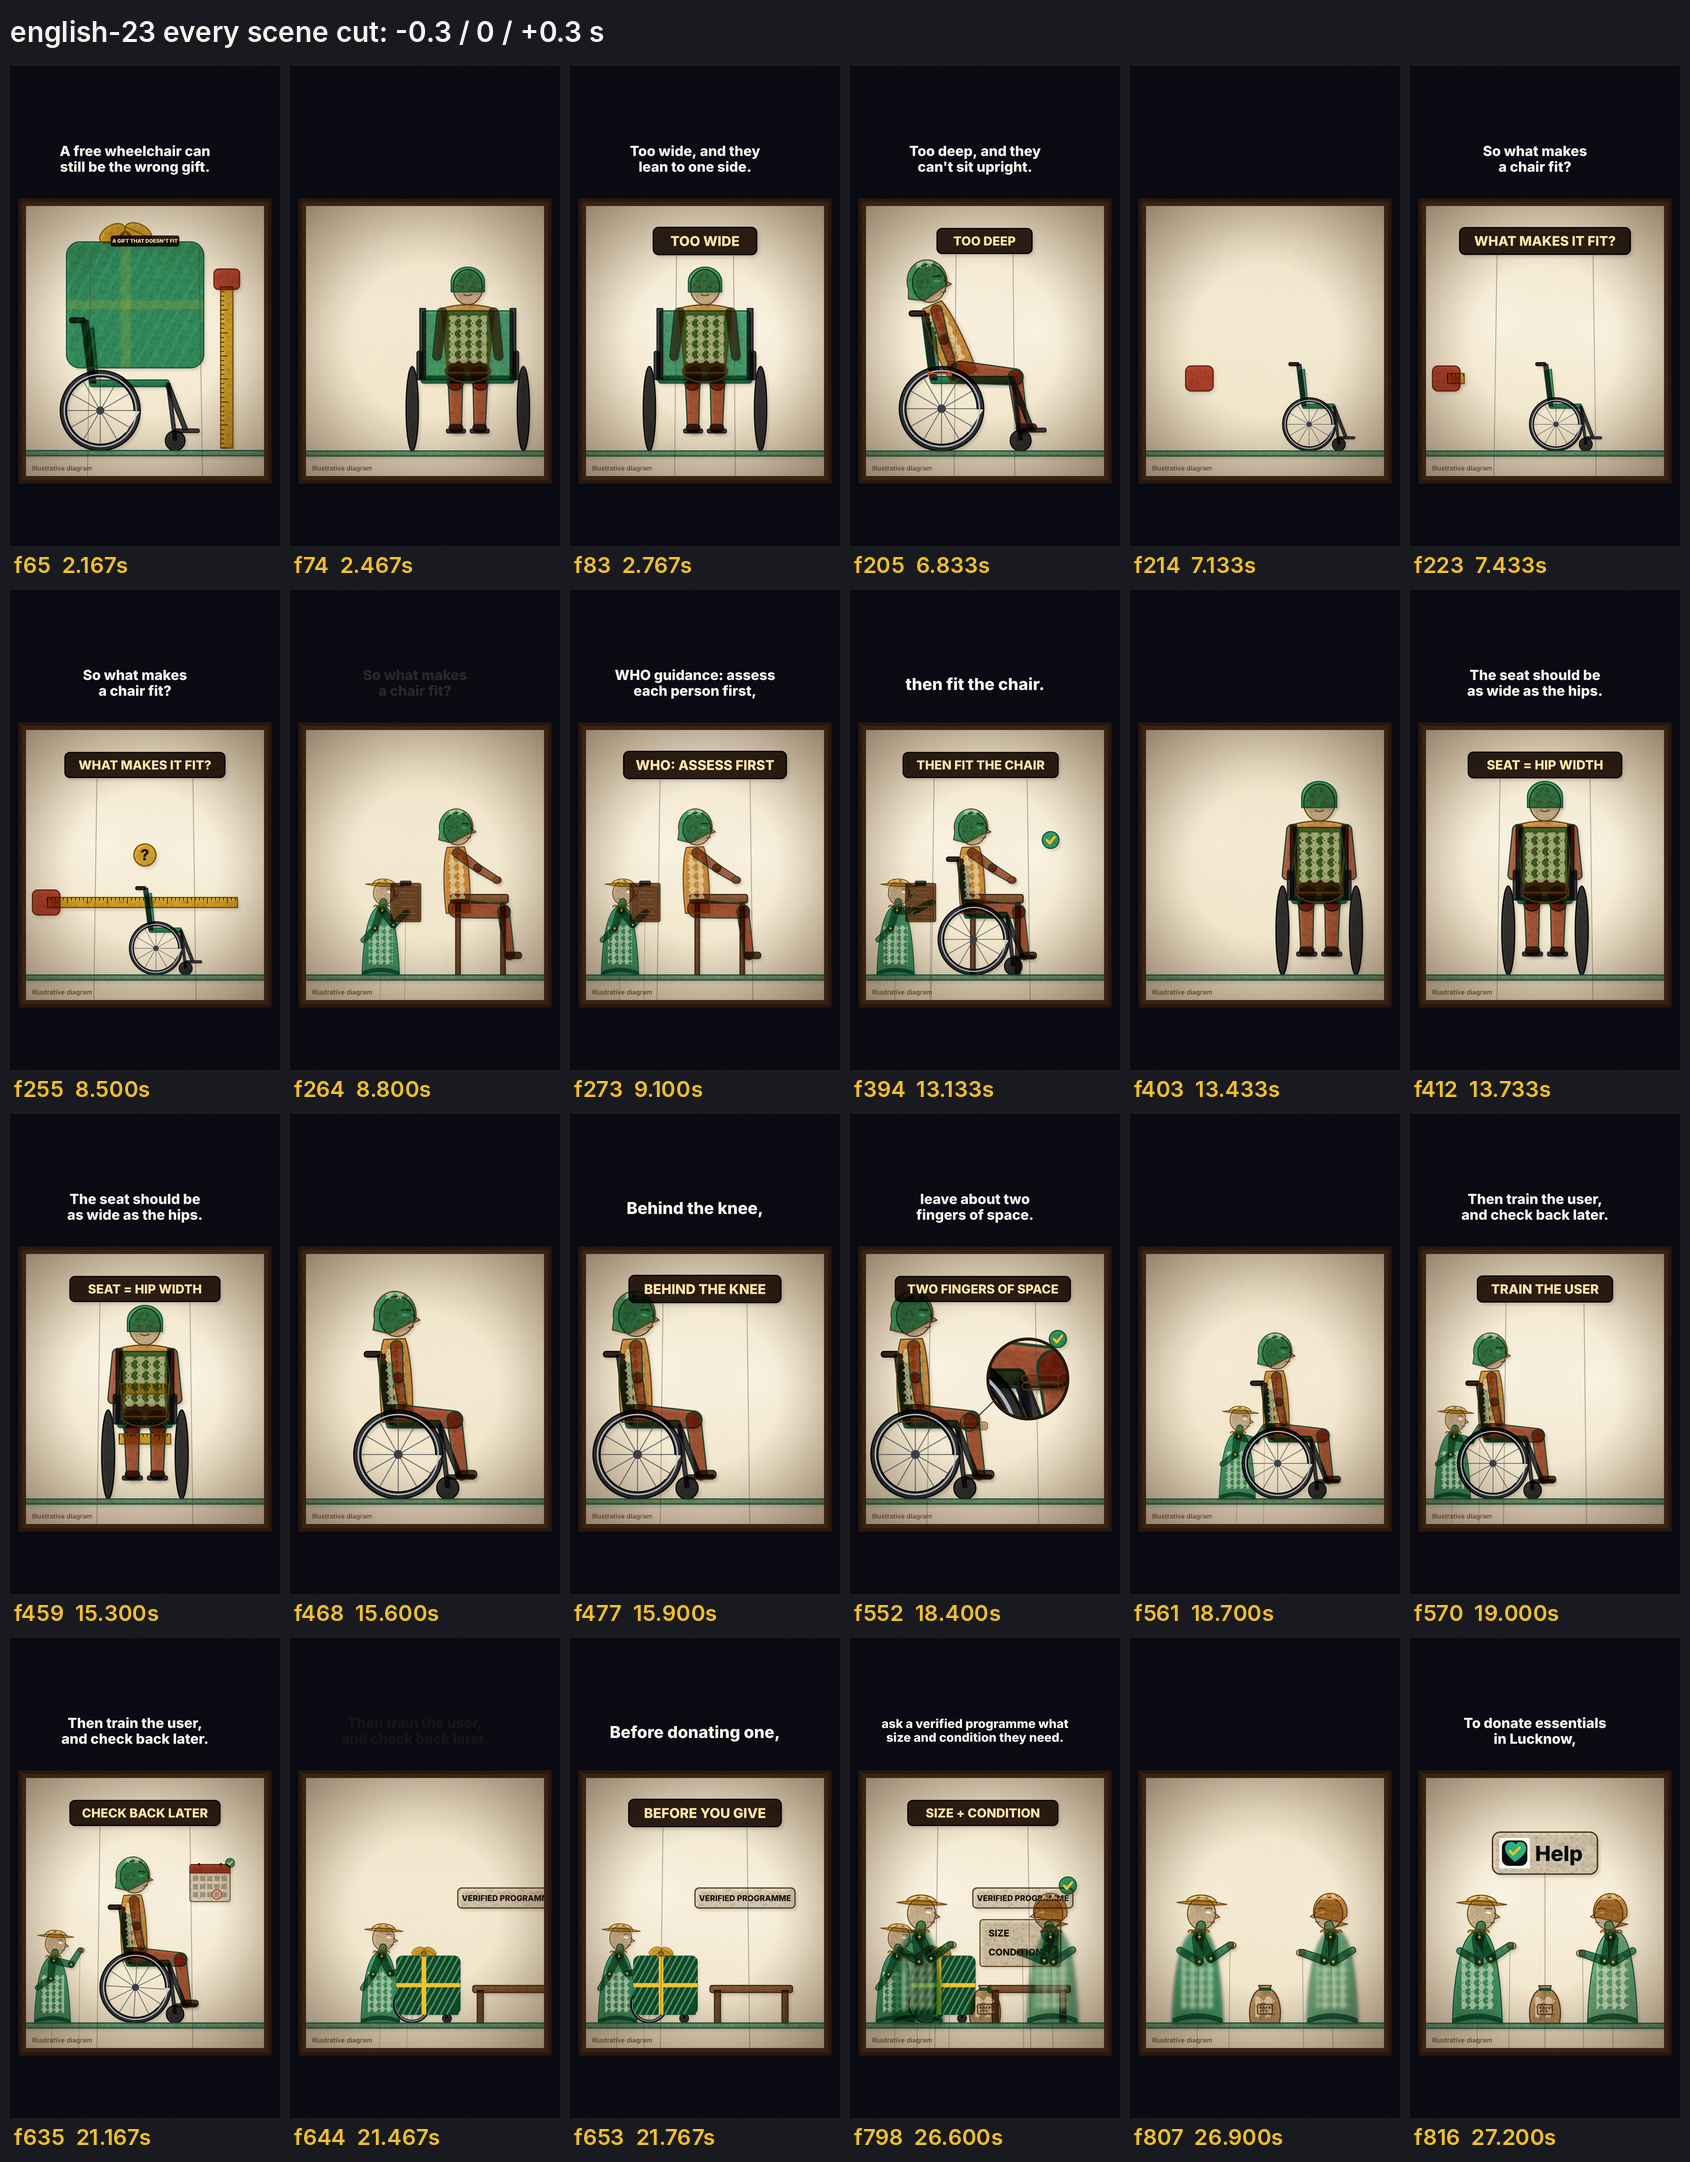 english-23 every scene cut: -0.3 / 0 / +0.3 s
A free wheelchair can
still be the wrong gift.
A GIFT THAT DOESN'T FIT
Illustrative diagram
f65 2.167s
Illustrative diagram
f74 2.467s
Too wide, and they
lean to one side.
TOO WIDE
Illustrative diagram
f83 2.767s
Too deep, and they
can't sit upright.
TOO DEEP
Illustrative diagram
f205 6.833s
Illustrative diagram
f214 7.133s
So what makes
a chair fit?
WHAT MAKES IT FIT?
Illustrative diagram
f223 7.433s
So what makes
a chair fit?
WHAT MAKES IT FIT?
?
Illustrative diagram
f255 8.500s
So what makes
a chair fit?
Illustrative diagram
f264 8.800s
WHO guidance: assess
each person first,
WHO: ASSESS FIRST
Illustrative diagram
f273 9.100s
then fit the chair.
THEN FIT THE CHAIR
Illustrative diagram
f394 13.133s
Illustrative diagram
f403 13.433s
The seat should be
as wide as the hips.
SEAT = HIP WIDTH
Illustrative diagram
f412 13.733s
The seat should be
as wide as the hips.
SEAT = HIP WIDTH
Illustrative diagram
f459 15.300s
Illustrative diagram
f468 15.600s
Behind the knee,
BEHIND THE KNEE
Illustrative diagram
f477 15.900s
leave about two
fingers of space.
TWO FINGERS OF SPACE
Illustrative diagram
f552 18.400s
Illustrative diagram
f561 18.700s
Then train the user,
and check back later.
TRAIN THE USER
Illustrative diagram
f570 19.000s
Then train the user,
and check back later.
CHECK BACK LATER
Illustrative diagram
f635 21.167s
Then train the user,
and check back later.
VERIFIED PROGRAMM
Illustrative diagram
f644 21.467s
Before donating one,
BEFORE YOU GIVE
VERIFIED PROGRAMME
Illustrative diagram
f653 21.767s
ask a verified programme what
size and condition they need.
SIZE + CONDITION
VERIFIED PROGRAMME
SIZE
CONDITION
Illustrative diagram
f798 26.600s
Illustrative diagram
f807 26.900s
To donate essentials
in Lucknow,
Help
Illustrative diagram
f816 27.200s